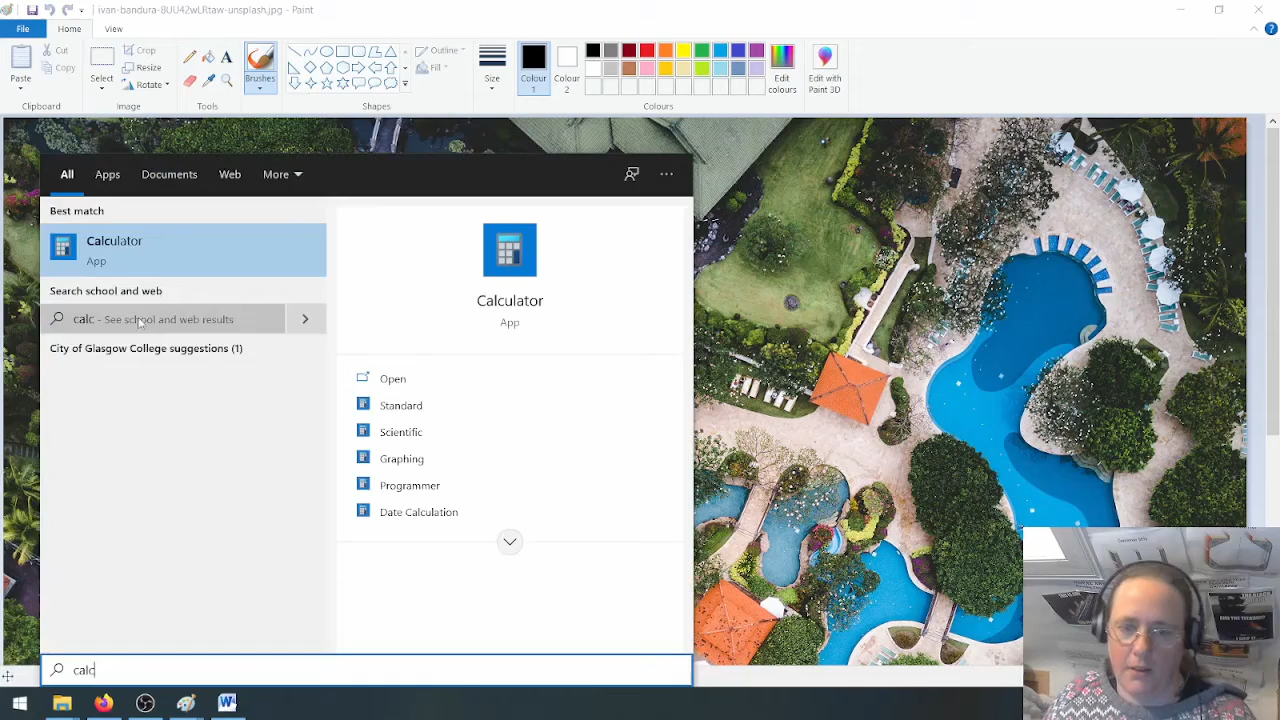 ivan-bandura-8UU42wLRtaw-unsplash.jpg - Paint
File
Home
View
Paste
Cut
Copy
Clipboard
Select
Crop
Resize
Rotate
Image
Tools
Brushes
Shapes
Outline
Fill
Size
Colour 1
Colour 2
Colours
Edit colours
Edit with Paint 3D
All
Apps
Documents
Web
More
Best match
Calculator
App
Search school and web
calc - See school and web results
City of Glasgow College suggestions (1)
Calculator
App
Open
Standard
Scientific
Graphing
Programmer
Date Calculation
calc